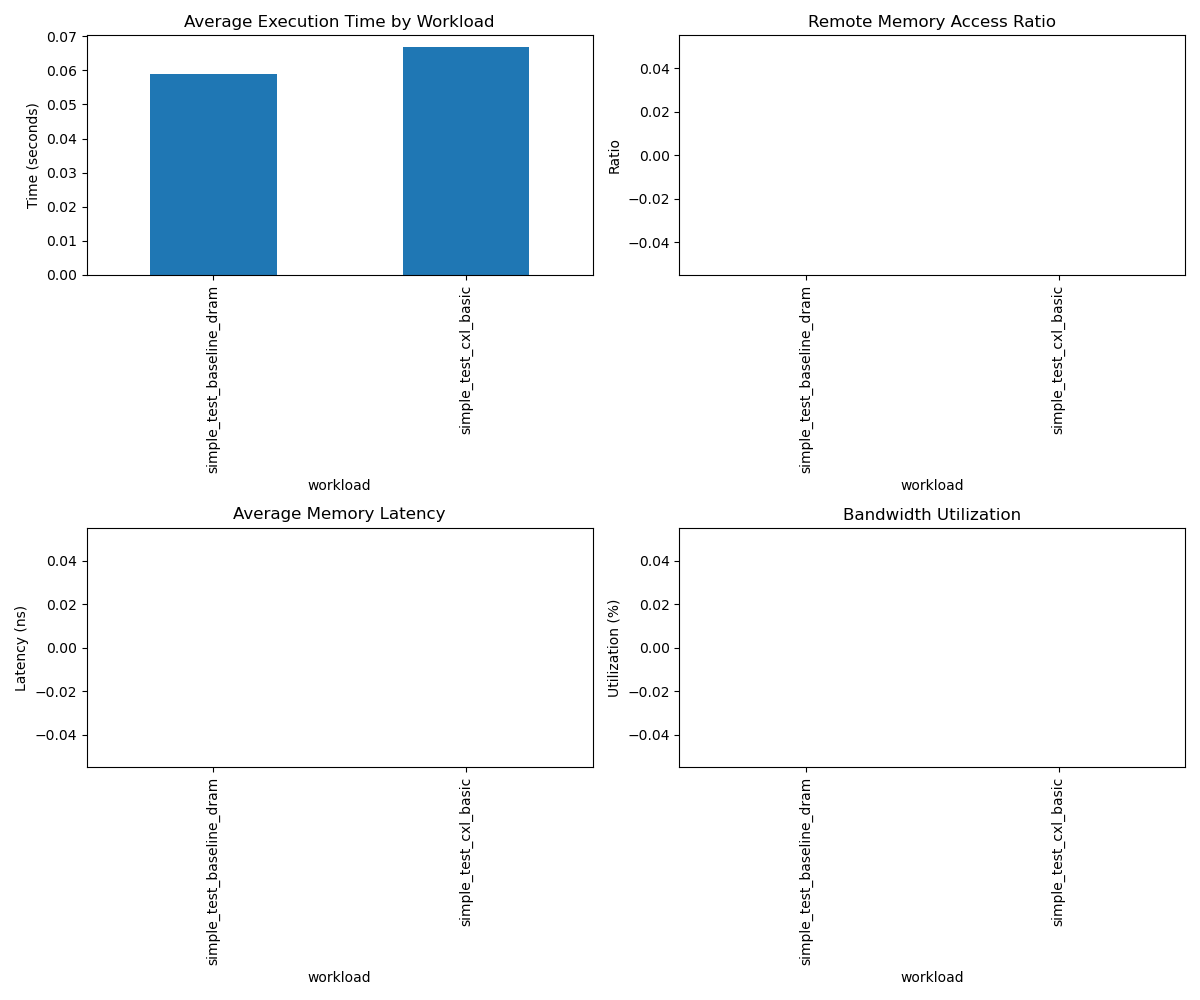 Average Execution Time by Workload
Time (seconds)
0.07
0.06
0.05
0.04
0.03
0.02
0.01
0.00
simple_test_baseline_dram
simple_test_cxl_basic
workload
Remote Memory Access Ratio
Ratio
0.04
0.02
0.00
−0.02
−0.04
simple_test_baseline_dram
simple_test_cxl_basic
workload
Average Memory Latency
Latency (ns)
0.04
0.02
0.00
−0.02
−0.04
simple_test_baseline_dram
simple_test_cxl_basic
workload
Bandwidth Utilization
Utilization (%)
0.04
0.02
0.00
−0.02
−0.04
simple_test_baseline_dram
simple_test_cxl_basic
workload